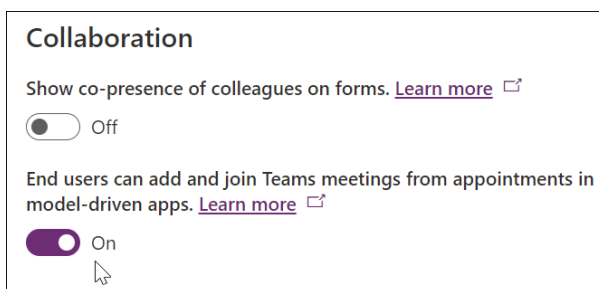 Collaboration
Show co-presence of colleagues on forms. Learn more
Off
End users can add and join Teams meetings from appointments in
model-driven apps. Learn more
On